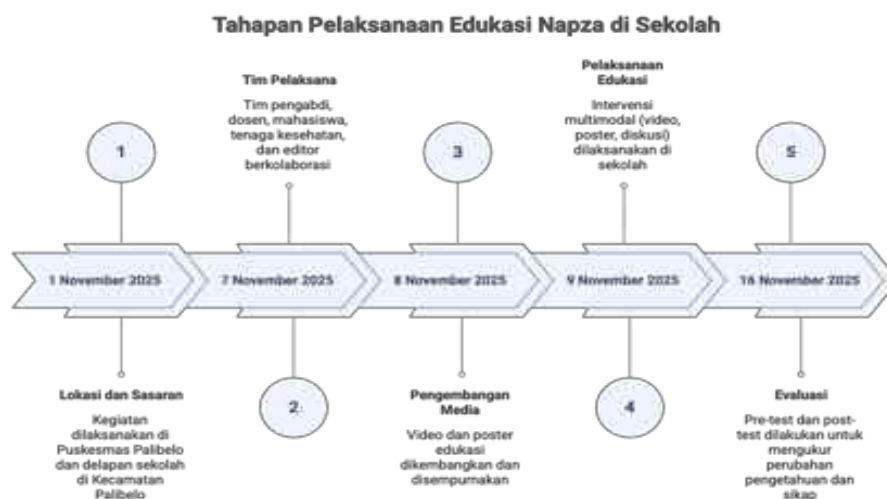 Tahapan Pelaksanaan Edukasi Napza di Sekolah
1
Tim Pelaksana
Tim pengabdi,
dosen, mahasiswa,
tenaga kesehatan,
dan editor
berkolaborasi
3
Pelaksanaan
Edukasi
Intervensi
multimodal (video,
poster, diskusi)
dilaksanakan di
sekolah
5
1 November 2025
7 November 2025
8 November 2025
9 November 2025
16 November 2025
Lokasi dan Sasaran
Kegiatan
dilaksanakan di
Puskesmas Palibelo
dan delapan sekolah
di Kecamatan
Palibelo
2
Pengembangan
Media
Video dan poster
edukasi
dikembangkan dan
disempurnakan
4
Evaluasi
Pre-test dan post-
test dilakukan untuk
mengukur
perubahan
pengetahuan dan
sikap